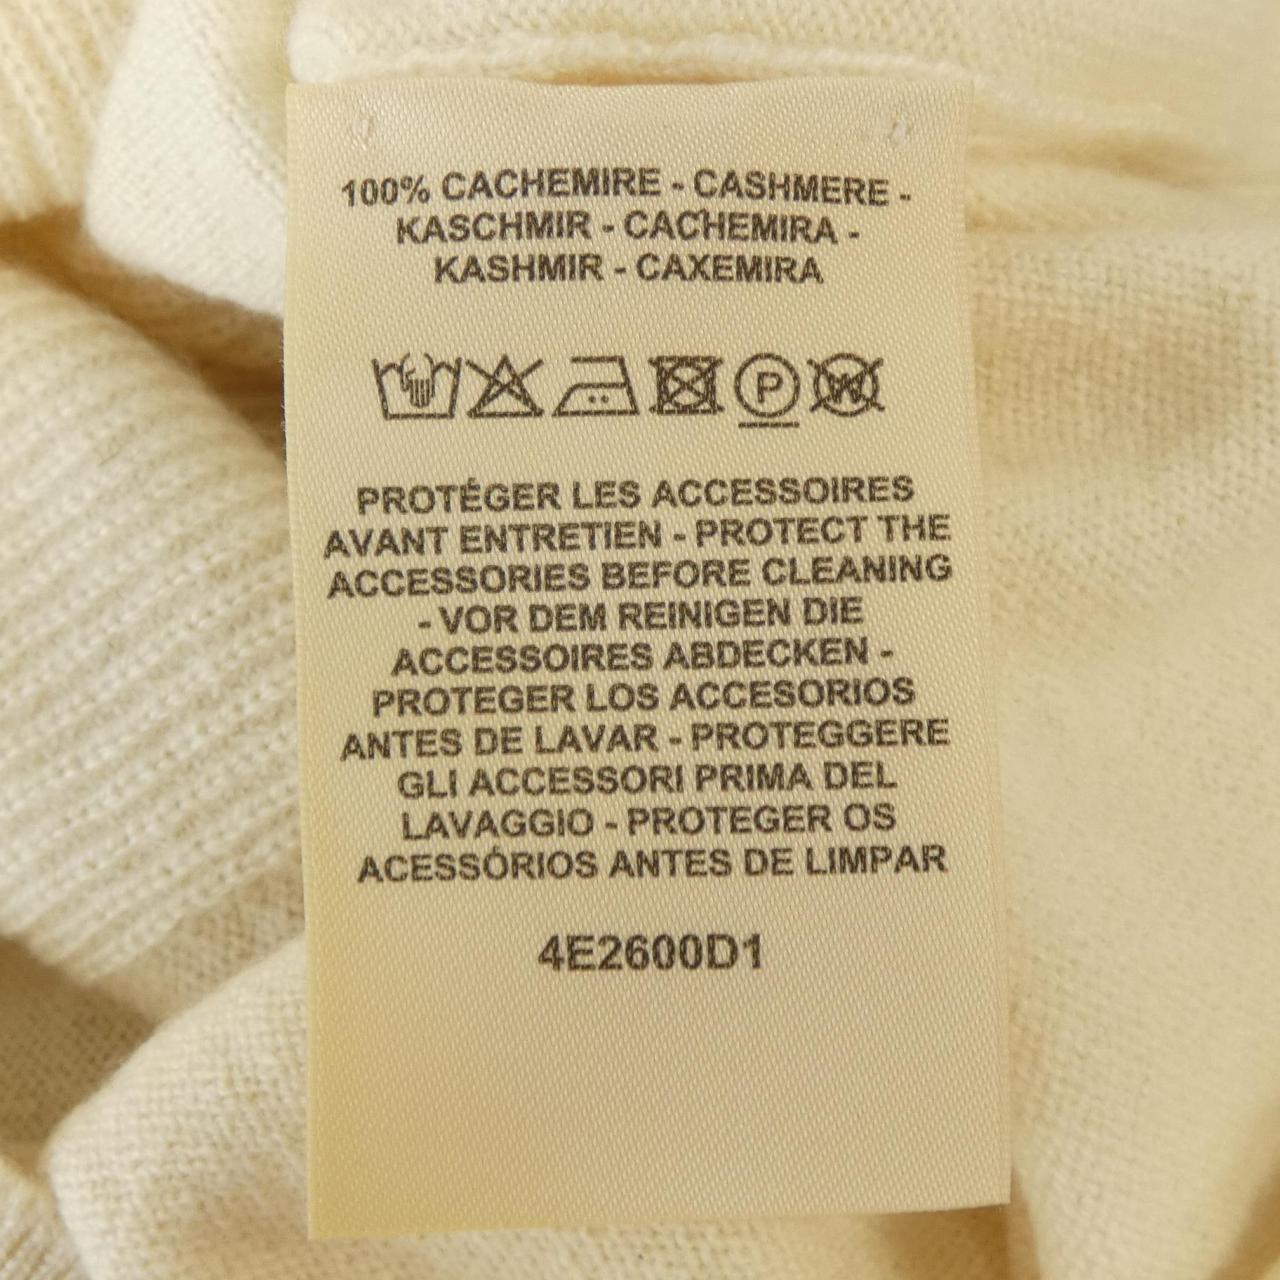 100% CACHEMIRE - CASHMERE -
KASCHMIR - CACHEMIRA -
KASHMIR - CAXEMIRA
P W
PROTÉGER LES ACCESSOIRES
AVANT ENTRETIEN - PROTECT THE
ACCESSORIES BEFORE CLEANING
- VOR DEM REINIGEN DIE
ACCESSOIRES ABDECKEN -
PROTEGER LOS ACCESORIOS
ANTES DE LAVAR - PROTEGGERE
GLI ACCESSORI PRIMA DEL
LAVAGGIO - PROTEGER OS
ACESSÓRIOS ANTES DE LIMPAR
4E2600D1